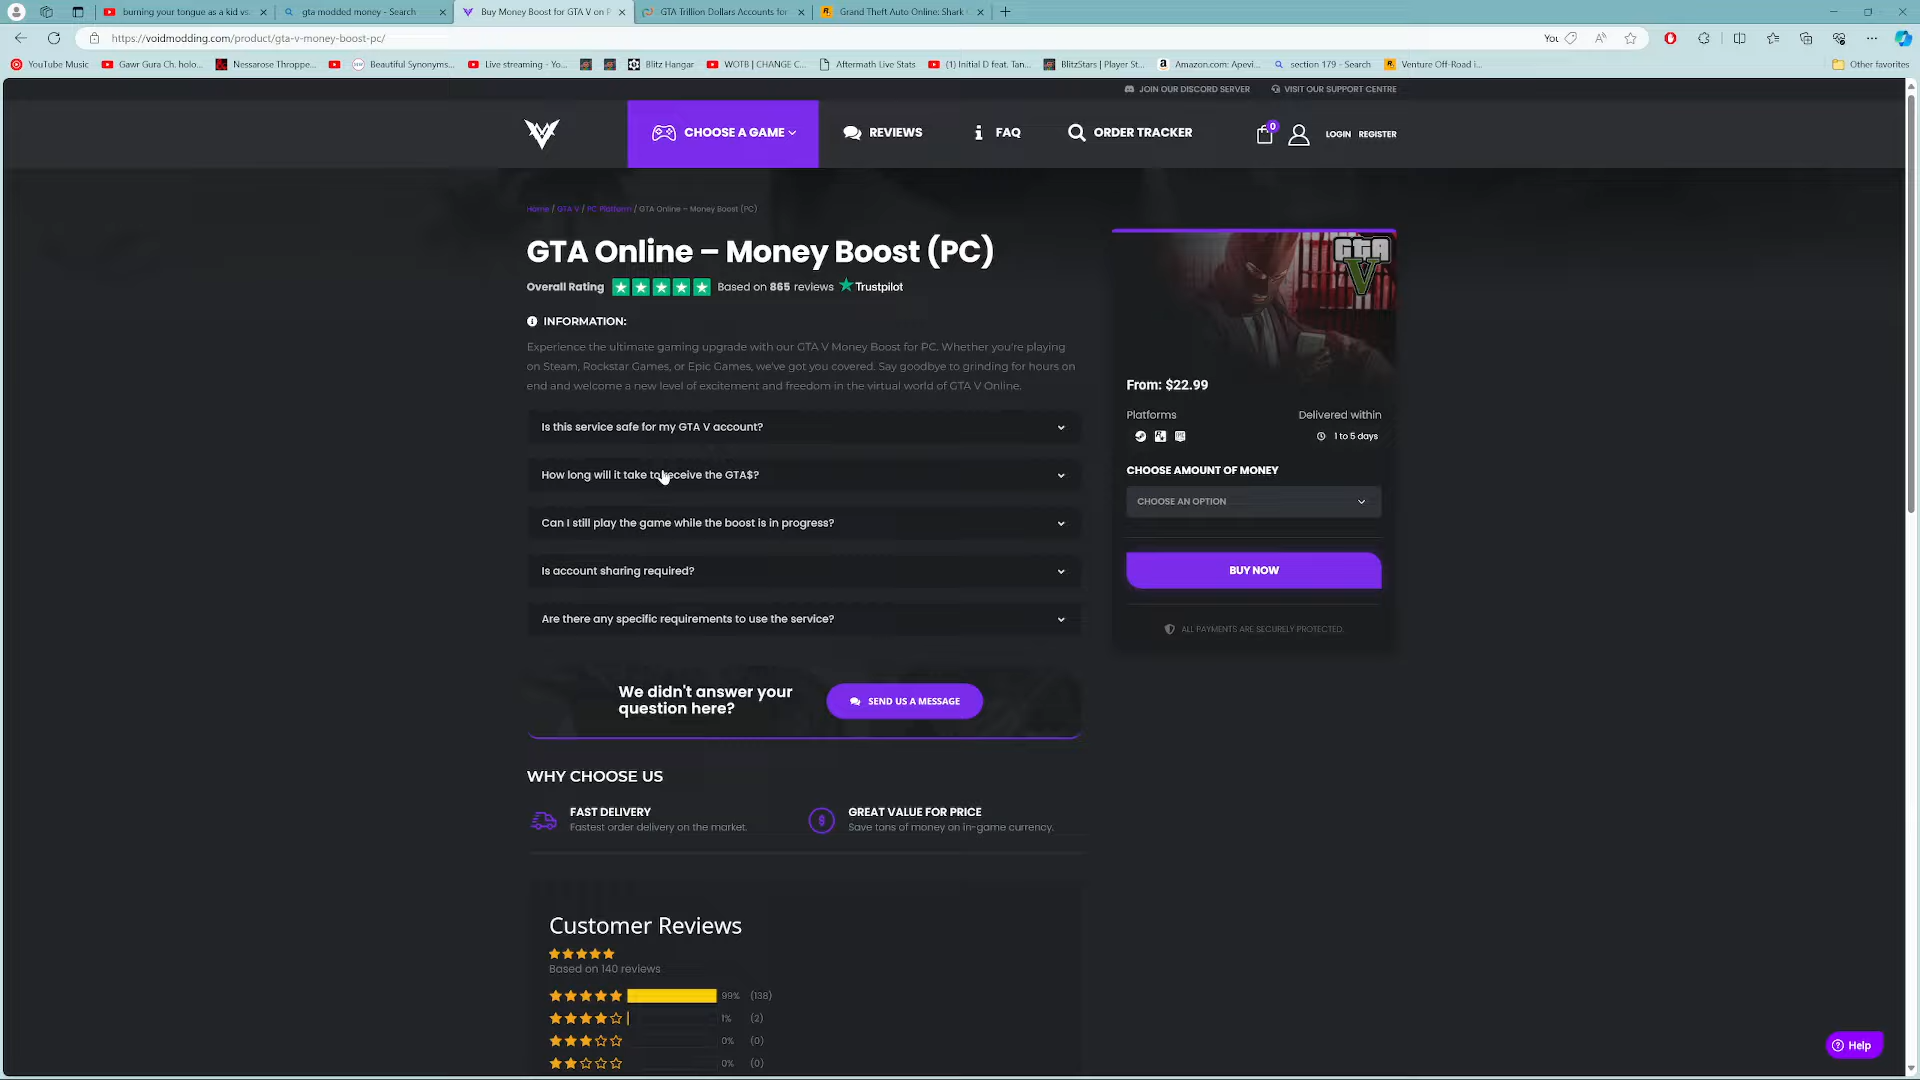 burning your tongue as a kid vs
gta modded money - Search
Buy Money Boost for GTA V on P
GTA Trillion Dollars Accounts for
Grand Theft Auto Online: Shark
https://voidmodding.com/product/gta-v-money-boost-pc/
You
YouTube Music
Gawr Gura Ch. holo...
Nessarose Throppe...
Beautiful Synonyms...
Live streaming - Yo...
Blitz Hangar
WOTB | CHANGE C...
Aftermath Live Stats
(1) Initial D feat. Tan...
BlitzStars | Player St...
Amazon.com: Apevi...
section 179 - Search
Venture Off-Road i...
Other favorites
JOIN OUR DISCORD SERVER
VISIT OUR SUPPORT CENTRE
CHOOSE A GAME
REVIEWS
FAQ
ORDER TRACKER
0
LOGIN
REGISTER
Home / GTA V / PC Platform / GTA Online – Money Boost (PC)
GTA Online – Money Boost (PC)
Overall Rating Based on 865 reviews Trustpilot
INFORMATION:
Experience the ultimate gaming upgrade with our GTA V Money Boost for PC. Whether you're playing
on Steam, Rockstar Games, or Epic Games, we've got you covered. Say goodbye to grinding for hours on
end and welcome a new level of excitement and freedom in the virtual world of GTA V Online.
Is this service safe for my GTA V account?
How long will it take to receive the GTA$?
Can I still play the game while the boost is in progress?
Is account sharing required?
Are there any specific requirements to use the service?
GTA
V
From: $22.99
Platforms
Delivered within
1 to 5 days
CHOOSE AMOUNT OF MONEY
CHOOSE AN OPTION
BUY NOW
ALL PAYMENTS ARE SECURELY PROTECTED.
We didn't answer your
question here?
SEND US A MESSAGE
WHY CHOOSE US
FAST DELIVERY
Fastest order delivery on the market.
GREAT VALUE FOR PRICE
Save tons of money on in-game currency.
Customer Reviews
Based on 140 reviews
99% (138)
1% (2)
0% (0)
0% (0)
Help